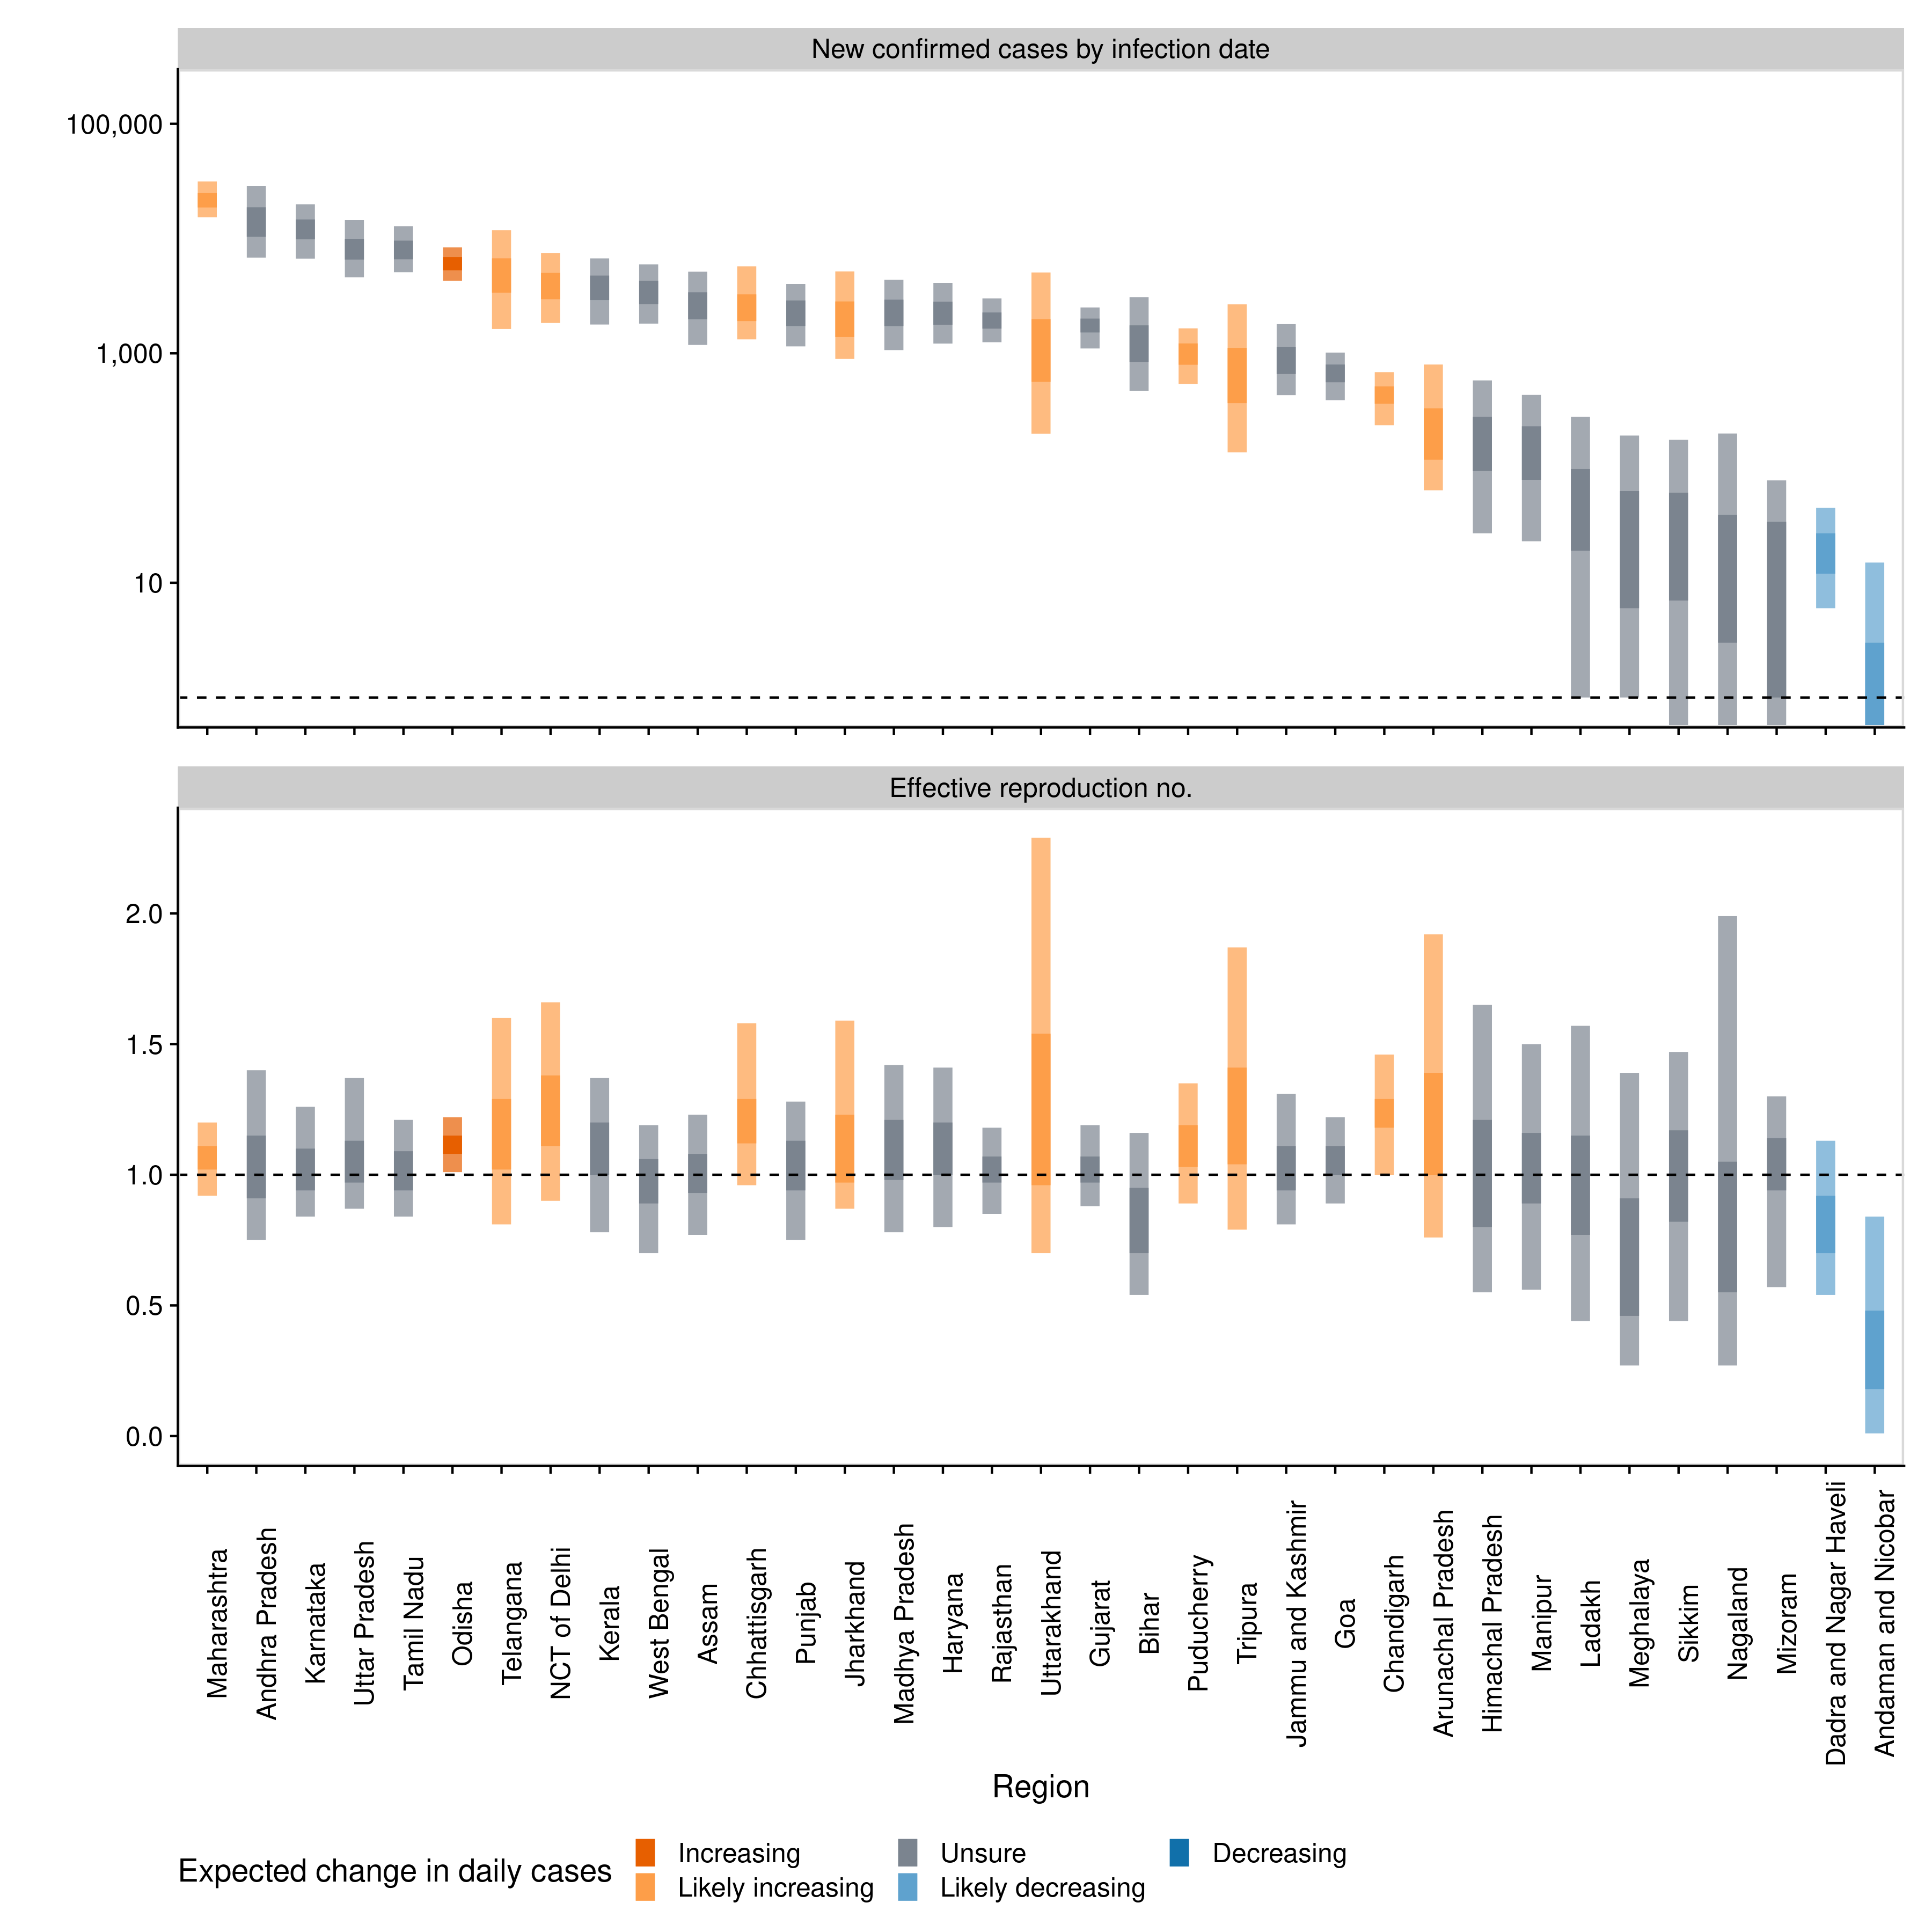 New confirmed cases by infection date
100,000
1,000
10
Effective reproduction no.
2.0
1.5
1.0
0.5
0.0
Maharashtra
Andhra Pradesh
Karnataka
Uttar Pradesh
Tamil Nadu
Odisha
Telangana
NCT of Delhi
Kerala
West Bengal
Assam
Chhattisgarh
Punjab
Jharkhand
Madhya Pradesh
Haryana
Rajasthan
Uttarakhand
Gujarat
Bihar
Puducherry
Tripura
Jammu and Kashmir
Goa
Chandigarh
Arunachal Pradesh
Himachal Pradesh
Manipur
Ladakh
Meghalaya
Sikkim
Nagaland
Mizoram
Dadra and Nagar Haveli
Andaman and Nicobar
Region
Expected change in daily cases
Increasing
Unsure
Decreasing
Likely increasing
Likely decreasing